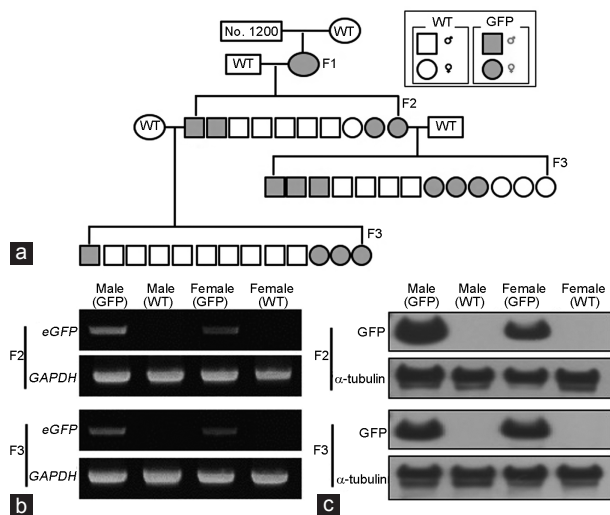 No. 1200
WT
WT
F1
WT GFP
♂ ♂
♀ ♀
F2
WT
WT
F3
F3
a
Male (GFP) Male (WT) Female (GFP) Female (WT)
F2
eGFP
GAPDH
F3
eGFP
GAPDH
b
Male (GFP) Male (WT) Female (GFP) Female (WT)
F2
GFP
α-tubulin
F3
GFP
α-tubulin
c